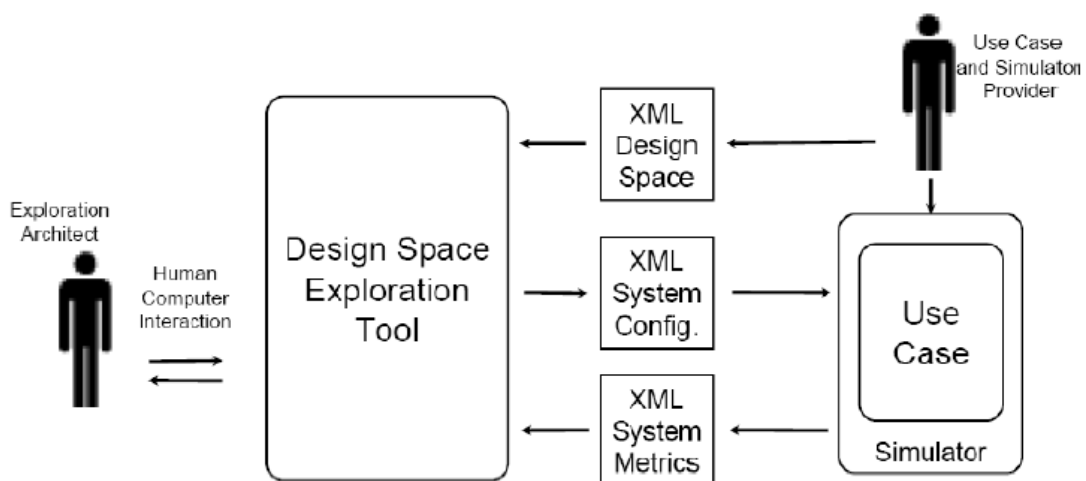 Use Case
and Simulator
Provider
XML
Design
Space
Exploration
Architect
Human
Computer
Interaction
Design Space
Exploration
Tool
XML
System
Config.
Use
Case
Simulator
XML
System
Metrics